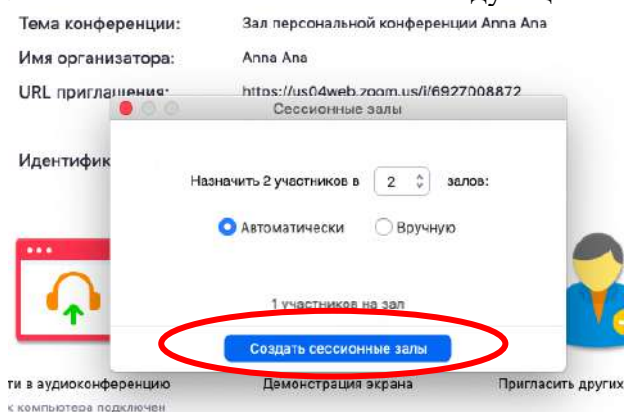 Тема конференции: Зал персональной конференции Anna Ana
Имя организатора: Anna Ana
URL приглашения: https://us04web.zoom.us/j/6927008872
Сессионные залы
Идентифик
Назначить 2 участников в 2 залов:
Автоматически Вручную
1 участников на зал
Создать сессионные залы
ти в аудиоконференцию Демонстрация экрана Пригласить других
к компьютера подключен